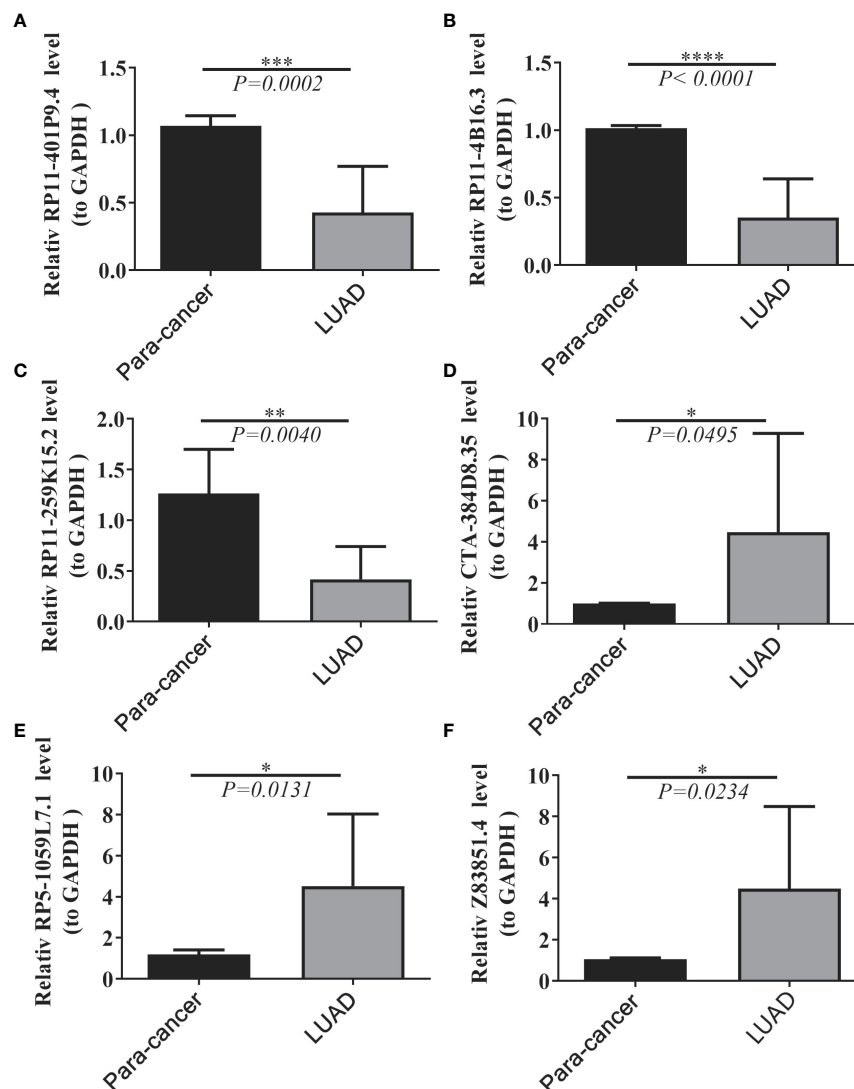 A
Relativ RP11-401P9.4 level
(to GAPDH )
1.5
1.0
0.5
0.0
***
P=0.0002
Para-cancer
LUAD
B
Relativ RP11-4B16.3 level
(to GAPDH )
1.5
1.0
0.5
0.0
****
P< 0.0001
Para-cancer
LUAD
C
Relativ RP11-259K15.2 level
(to GAPDH )
2.0
1.5
1.0
0.5
0.0
**
P=0.0040
Para-cancer
LUAD
D
Relativ CTA-384D8.35 level
(to GAPDH )
10
8
6
4
2
0
*
P=0.0495
Para-cancer
LUAD
E
Relativ RP5-1059L7.1 level
(to GAPDH )
10
8
6
4
2
0
*
P=0.0131
Para-cancer
LUAD
F
Relativ Z83851.4 level
(to GAPDH )
10
8
6
4
2
0
*
P=0.0234
Para-cancer
LUAD